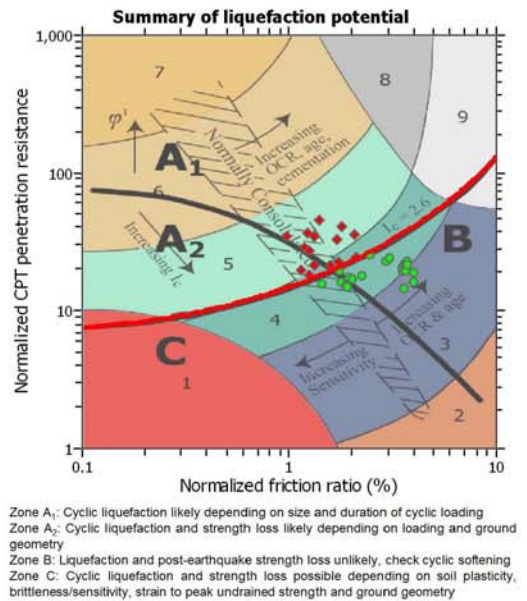 Summary of liquefaction potential
1,000
7
8
9
φ'
Increasing
OCR, age,
cementation
Normally Consolidated
100
A1
6
A2
Ic = 2.6
B
Increasing Ic
5
10
4
Increasing
OCR & age
C
1
Increasing
Sensitivity
3
2
1
0.1
1
10
Normalized CPT penetration resistance
Normalized friction ratio (%)
Zone A1: Cyclic liquefaction likely depending on size and duration of cyclic loading
Zone A2: Cyclic liquefaction and strength loss likely depending on loading and ground
geometry
Zone B: Liquefaction and post-earthquake strength loss unlikely, check cyclic softening
Zone C: Cyclic liquefaction and strength loss possible depending on soil plasticity,
brittleness/sensitivity, strain to peak undrained strength and ground geometry